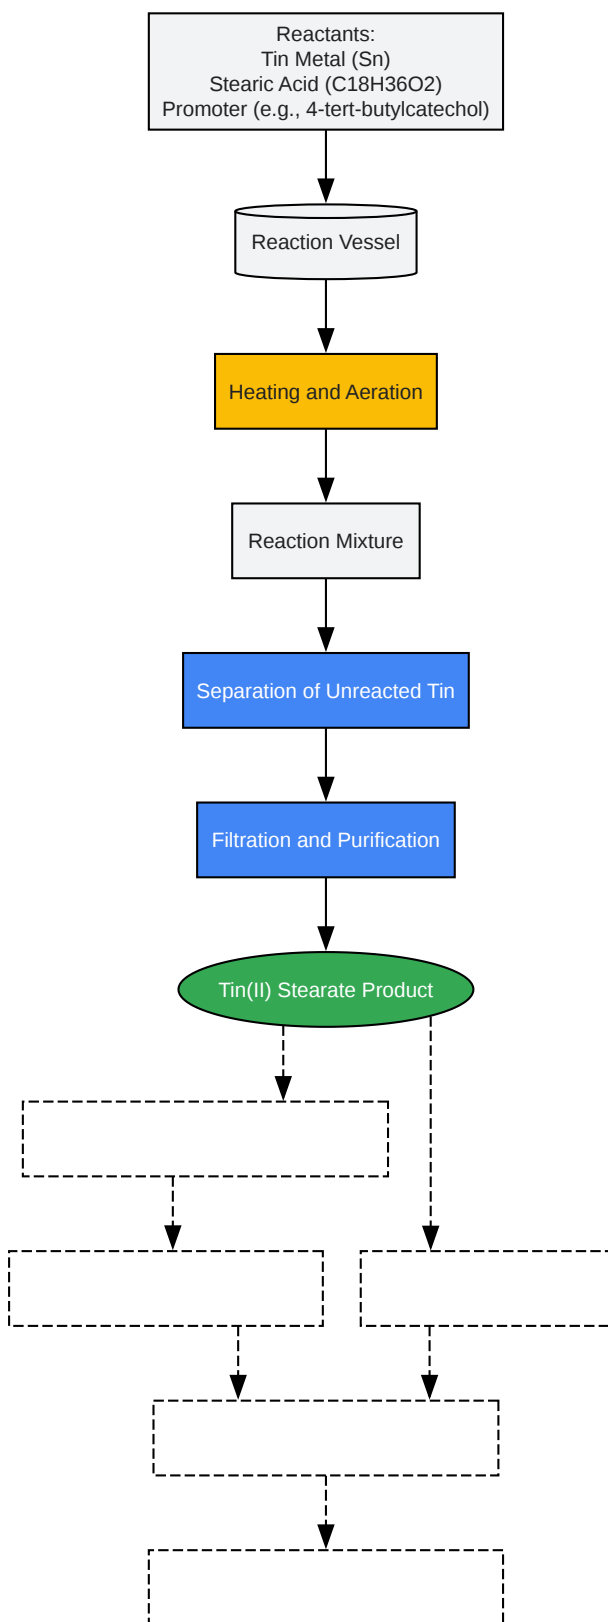 Reactants:
Tin Metal (Sn)
Stearic Acid (C18H36O2)
Promoter (e.g., 4-tert-butylcatechol)
Reaction Vessel
Heating and Aeration
Reaction Mixture
Separation of Unreacted Tin
Filtration and Purification
Tin(II) Stearate Product